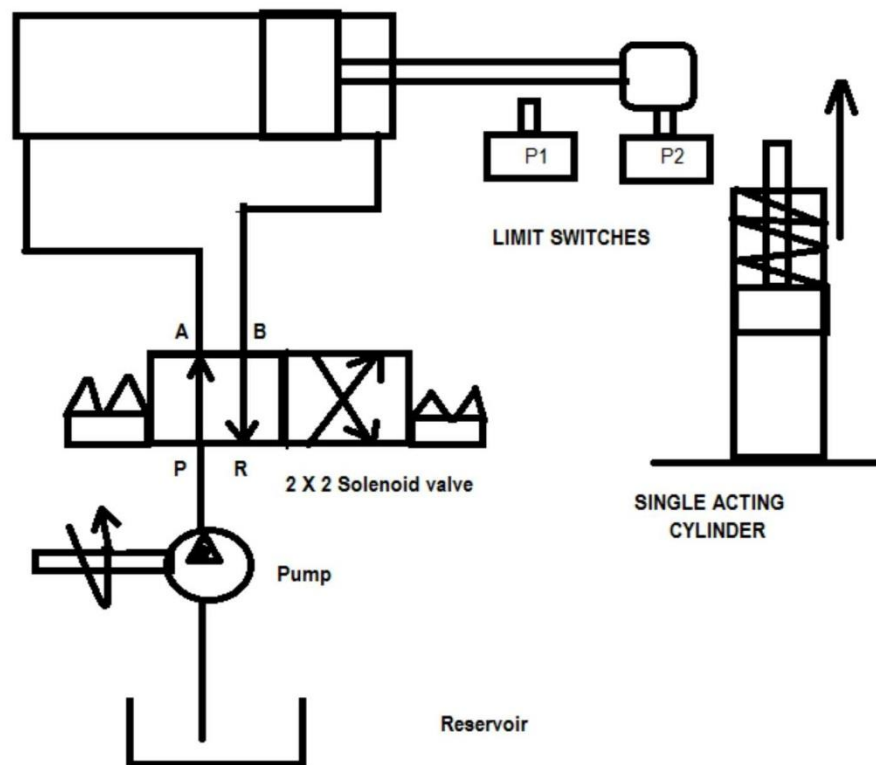 P1
P2
LIMIT SWITCHES
A
B
P
R
2 X 2 Solenoid valve
SINGLE ACTING
CYLINDER
Pump
Reservoir